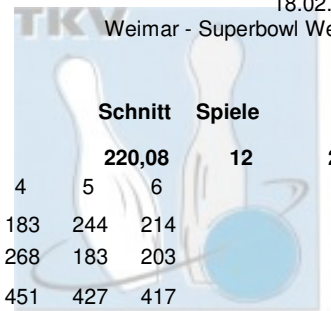 18.02.
TKV
Weimar - Superbowl We
Schnitt Spiele
220,08 12
4 5 6
183 244 214
268 183 203
451 427 417